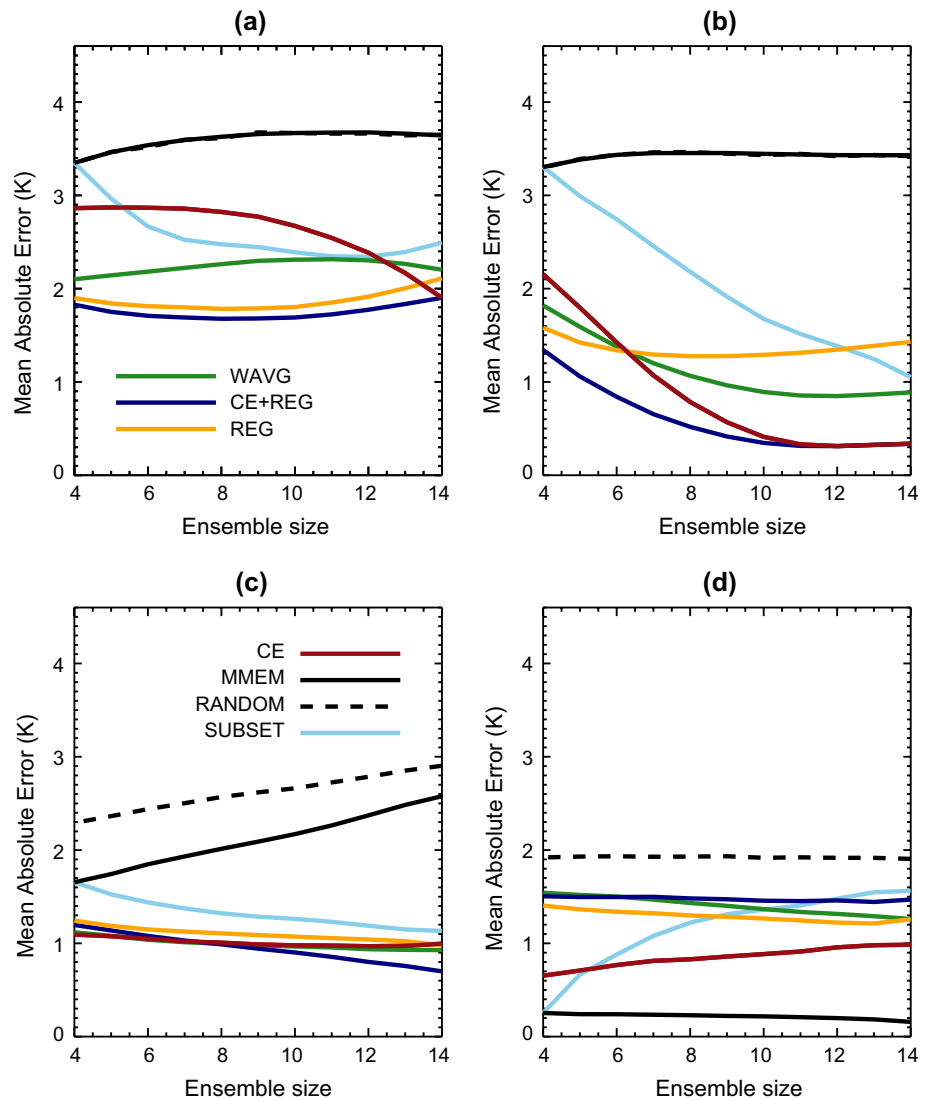 (a)
Mean Absolute Error (K)
4
3
2
1
0
WAVG
CE+REG
REG
4 6 8 10 12 14
Ensemble size
(b)
Mean Absolute Error (K)
4
3
2
1
0
4 6 8 10 12 14
Ensemble size
(c)
Mean Absolute Error (K)
4
3
2
1
0
CE
MMEM
RANDOM
SUBSET
4 6 8 10 12 14
Ensemble size
(d)
Mean Absolute Error (K)
4
3
2
1
0
4 6 8 10 12 14
Ensemble size